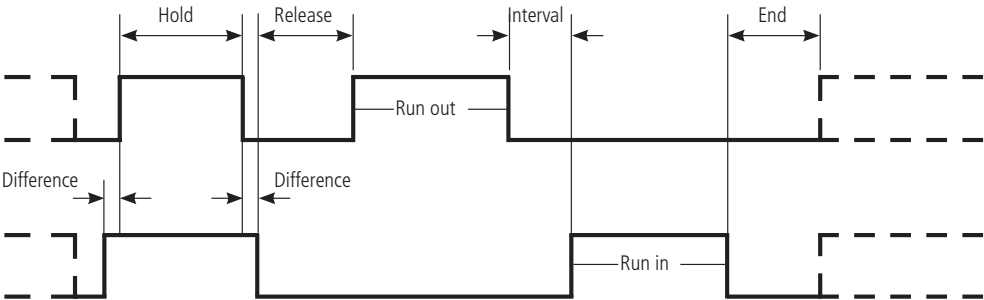 Hold
Release
Interval
End
Run out
Difference
Difference
Run in